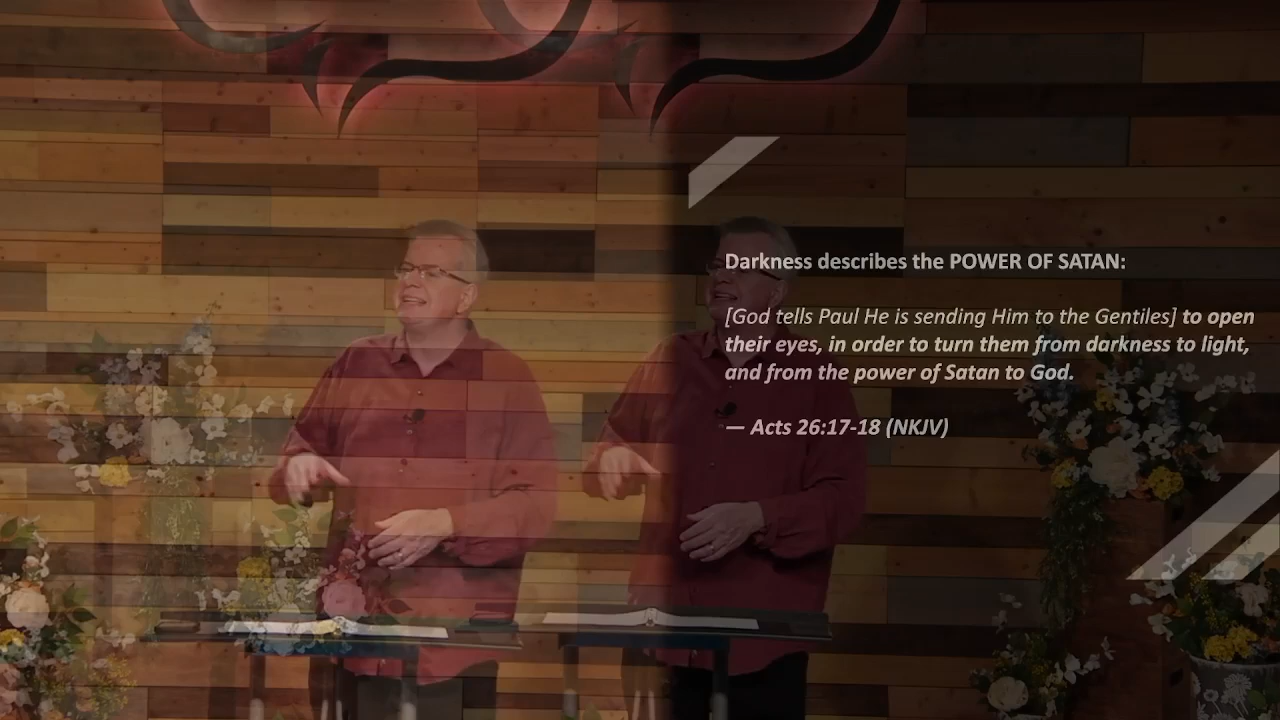 Darkness describes the POWER OF SATAN:
[God tells Paul He is sending Him to the Gentiles] to open
their eyes, in order to turn them from darkness to light,
and from the power of Satan to God.
— Acts 26:17-18 (NKJV)